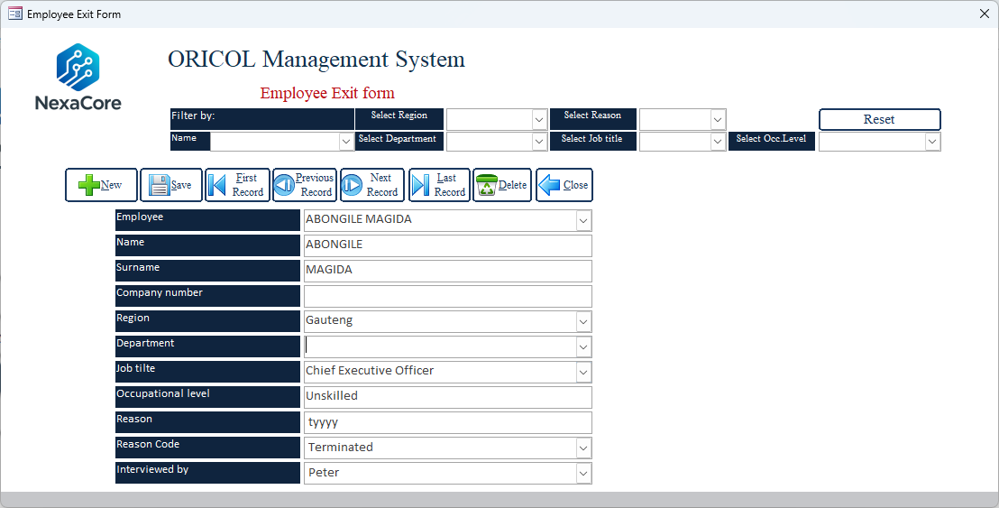 Employee Exit Form
NexaCore
ORICOL Management System
Employee Exit form
Filter by: Select Region Select Reason Reset
Name Select Department Select Job title Select Occ.Level
New Save First Record Previous Record Next Record Last Record Delete Close
Employee ABONGILE MAGIDA
Name ABONGILE
Surname MAGIDA
Company number
Region Gauteng
Department
Job tilte Chief Executive Officer
Occupational level Unskilled
Reason tyyyy
Reason Code Terminated
Interviewed by Peter